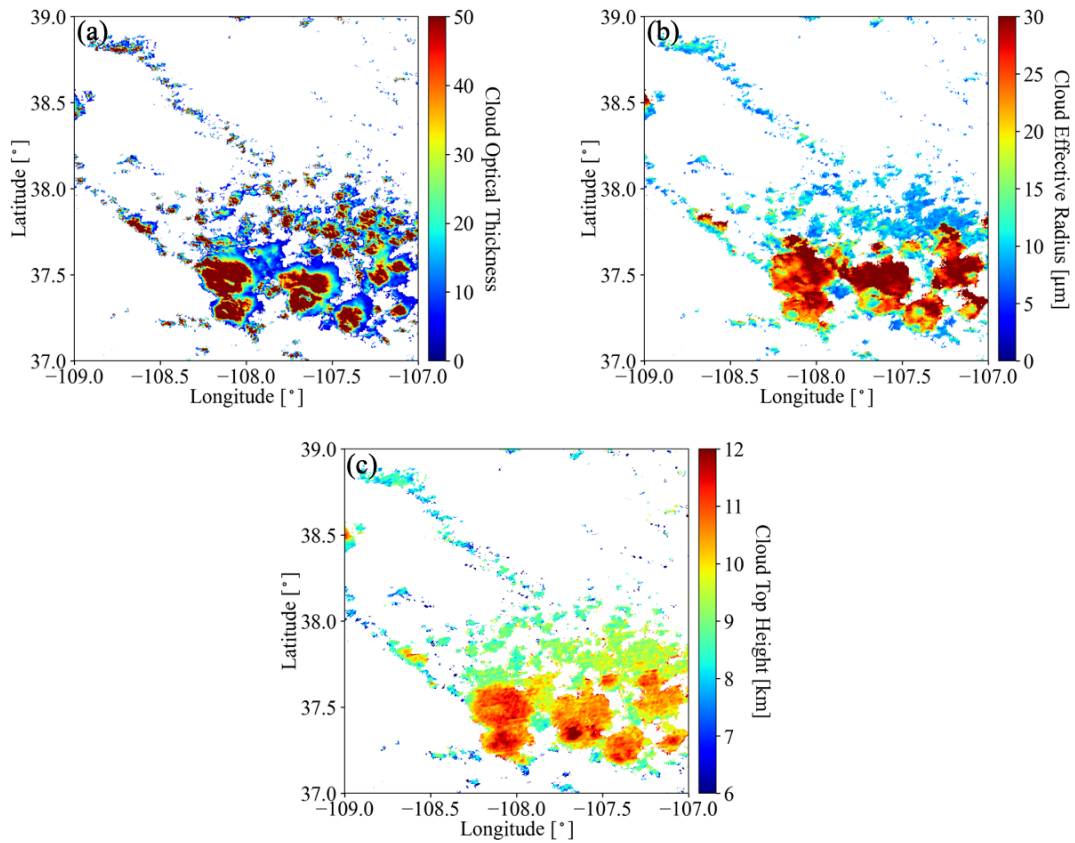 (a)
39.0
38.5
38.0
37.5
37.0
Latitude [°]
−109.0 −108.5 −108.0 −107.5 −107.0
Longitude [°]
50
40
30
20
10
0
Cloud Optical Thickness
(b)
39.0
38.5
38.0
37.5
37.0
Latitude [°]
−109.0 −108.5 −108.0 −107.5 −107.0
Longitude [°]
30
25
20
15
10
5
0
Cloud Effective Radius [μm]
(c)
39.0
38.5
38.0
37.5
37.0
Latitude [°]
−109.0 −108.5 −108.0 −107.5 −107.0
Longitude [°]
12
11
10
9
8
7
6
Cloud Top Height [km]